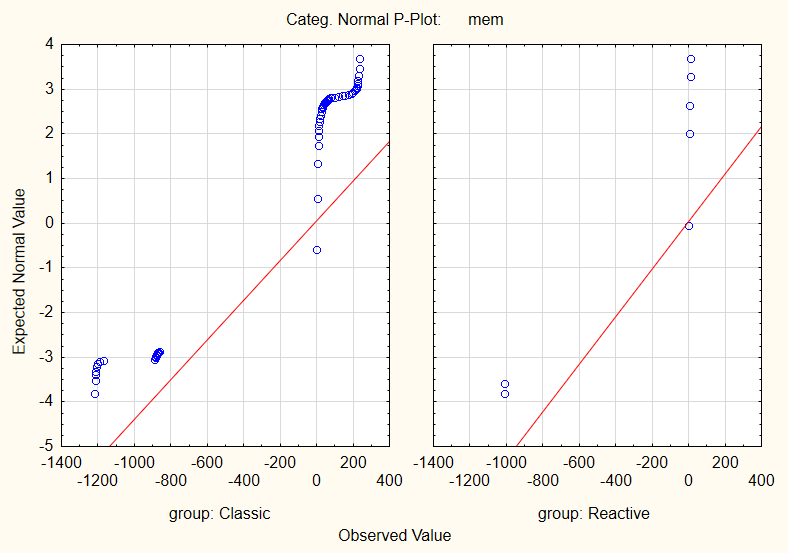 Categ. Normal P-Plot: mem
Expected Normal Value
4
3
2
1
0
-1
-2
-3
-4
-5
-1400 -1000 -600 -200 200 -1400 -1000 -600 -200 200
-1200 -800 -400 0 400 -1200 -800 -400 0 400
group: Classic group: Reactive
Observed Value